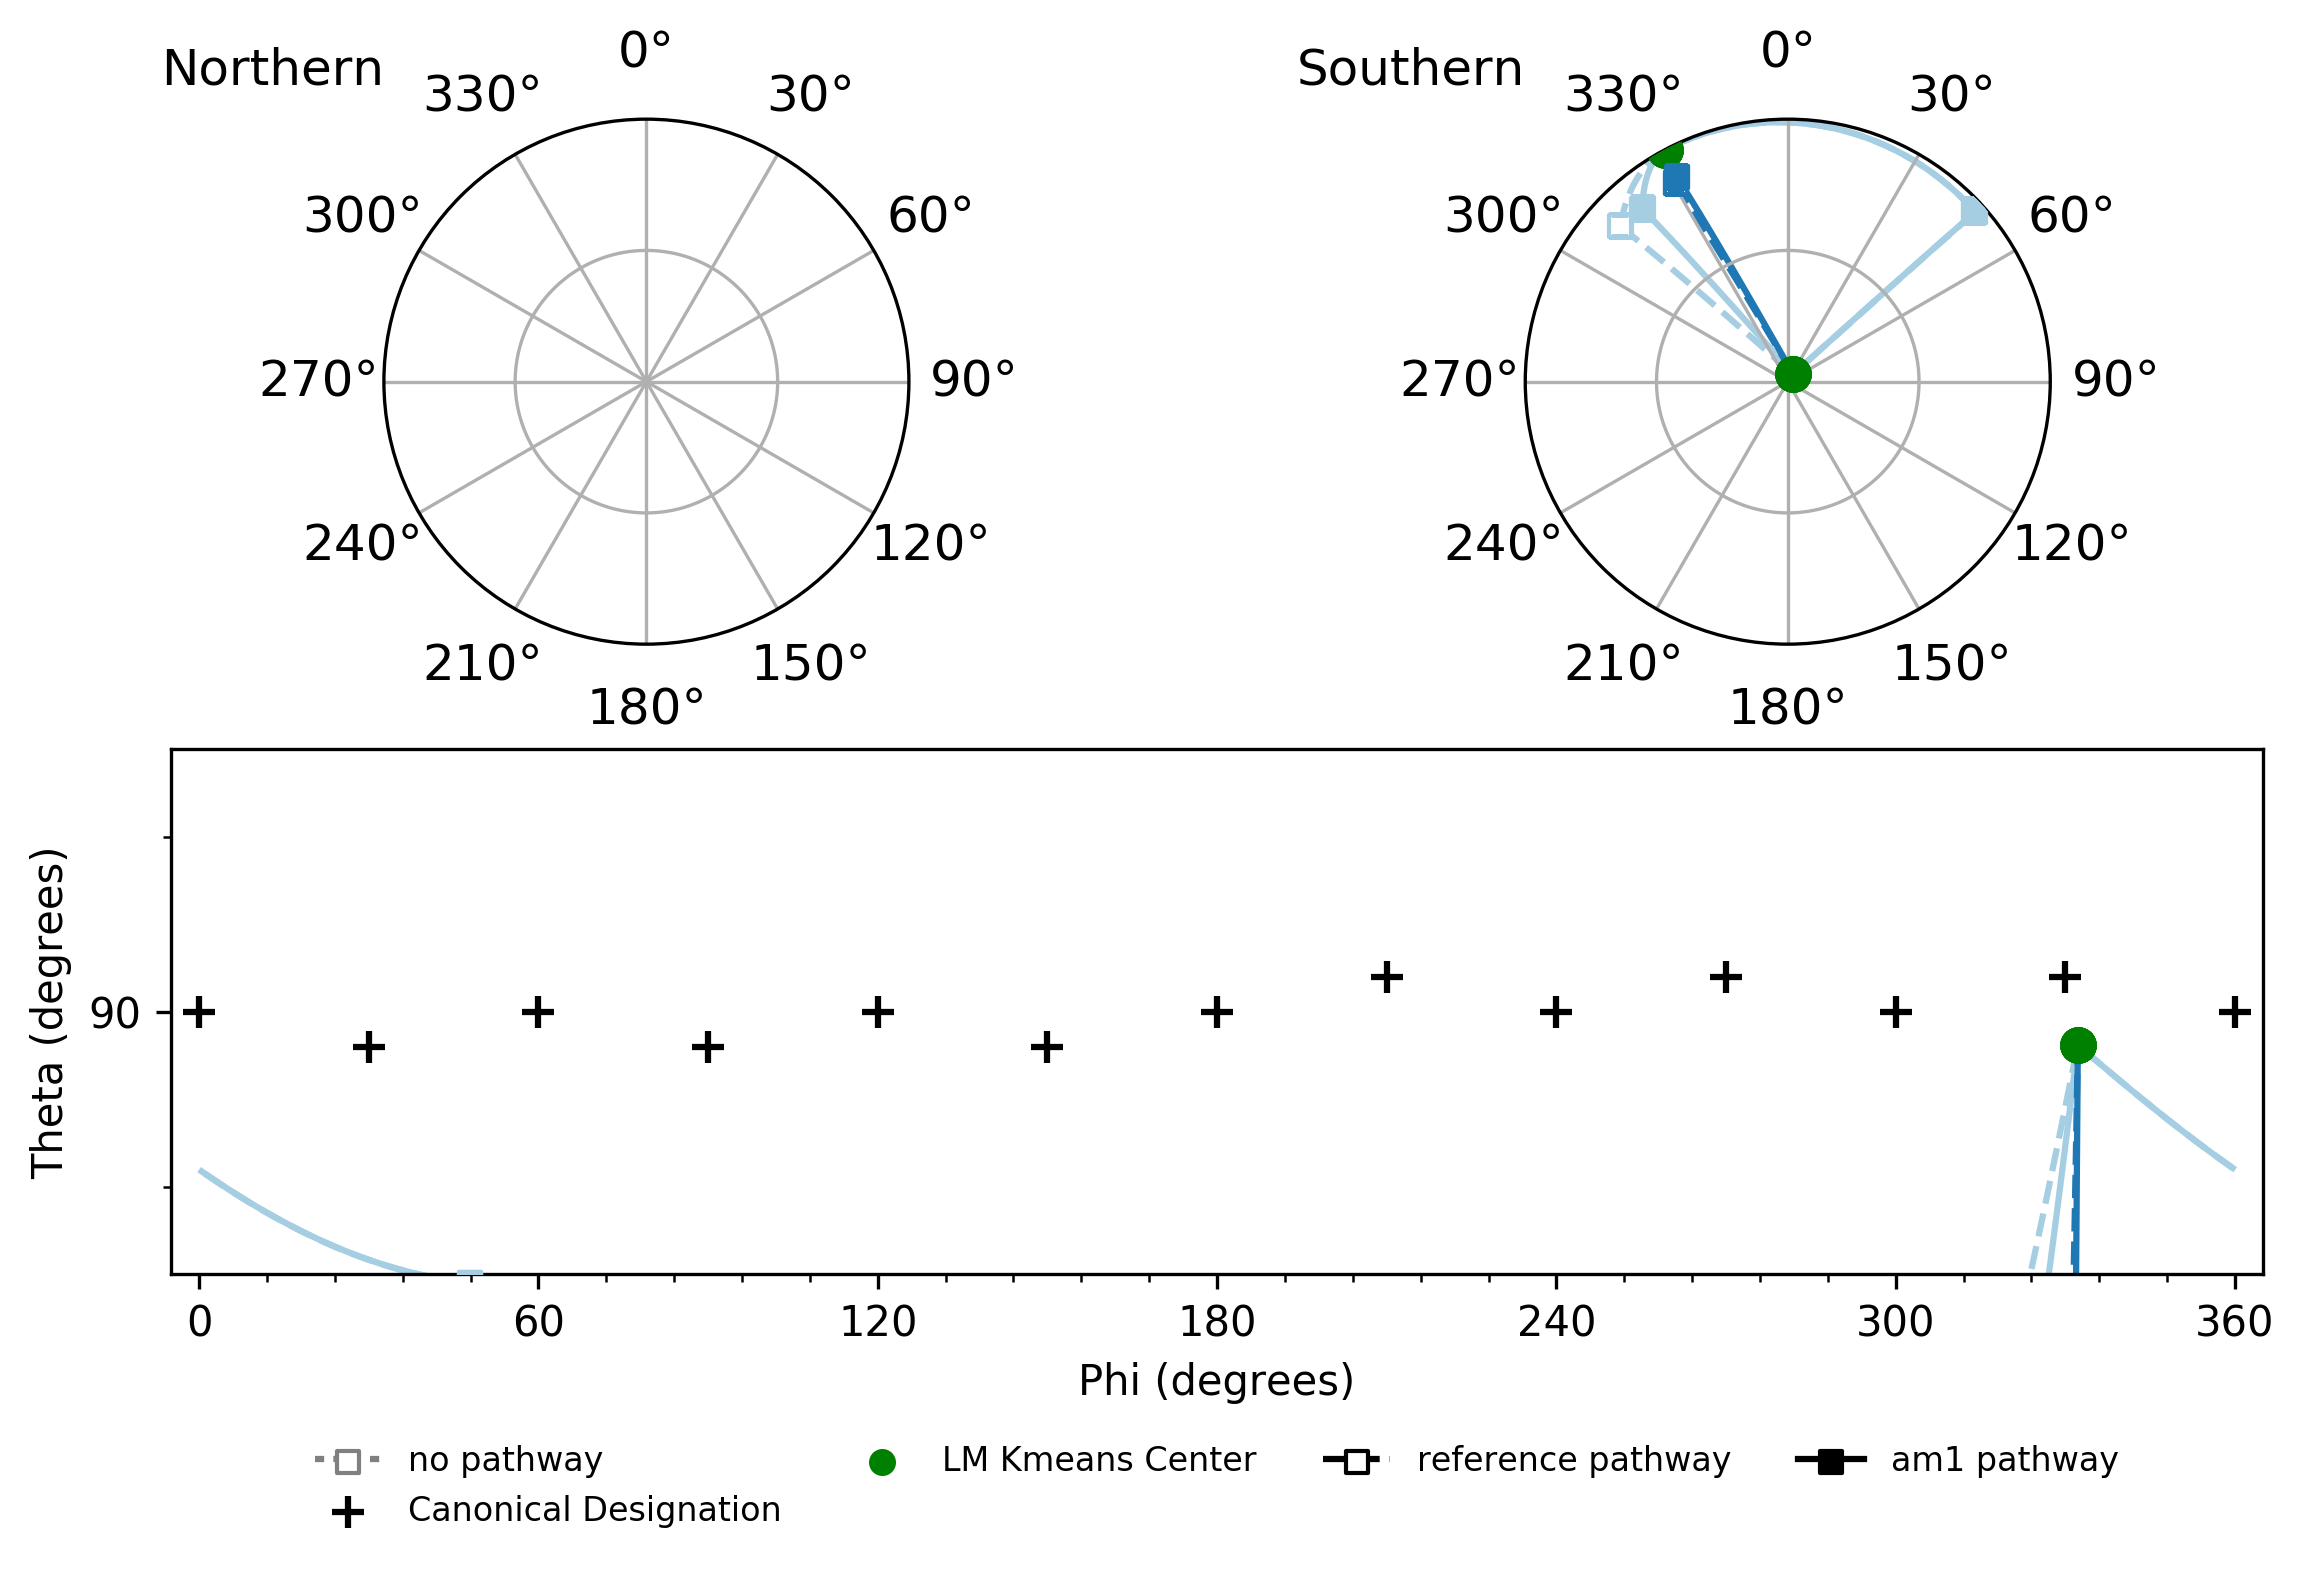 Northern
0°
330°
30°
300°
60°
270°
90°
240°
120°
210°
150°
180°
Southern
0°
330°
30°
300°
60°
270°
90°
240°
120°
210°
150°
180°
Theta (degrees)
90
0 60 120 180 240 300 360
Phi (degrees)
no pathway
Canonical Designation
LM Kmeans Center
reference pathway
am1 pathway